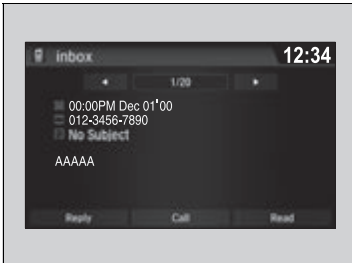 inbox 12:34
1/20
00:00PM Dec 01'00
012-3456-7890
No Subject
AAAAA
Reply Call Read